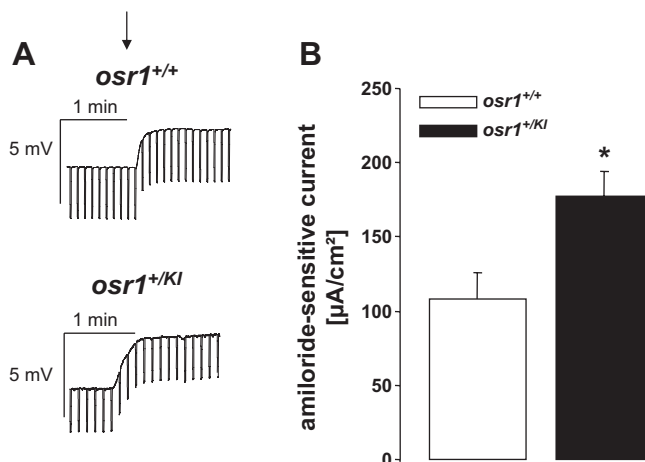 A
osr1+/+
1 min
5 mV
osr1+/KI
1 min
5 mV
B
amiloride-sensitive current
[µA/cm²]
250
200
150
100
50
0
osr1+/+
osr1+/KI
*